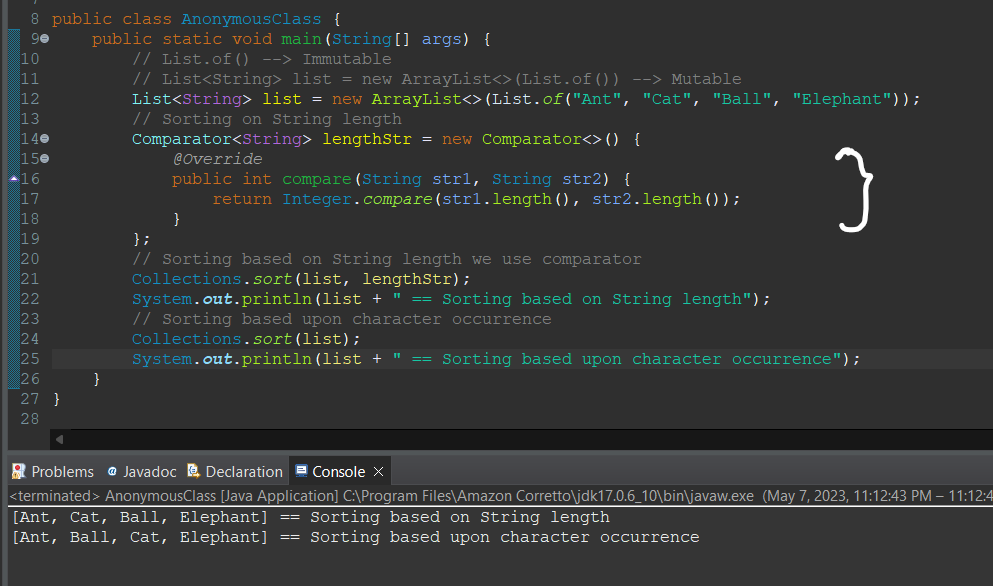 8 public class AnonymousClass {
9 public static void main(String[] args) {
10 // List.of() --> Immutable
11 // List<String> list = new ArrayList<>(List.of()) --> Mutable
12 List<String> list = new ArrayList<>(List.of("Ant", "Cat", "Ball", "Elephant"));
13 // Sorting on String length
14 Comparator<String> lengthStr = new Comparator<>() {
15 @Override
16 public int compare(String str1, String str2) {
17 return Integer.compare(str1.length(), str2.length());
18 }
19 };
20 // Sorting based on String length we use comparator
21 Collections.sort(list, lengthStr);
22 System.out.println(list + " == Sorting based on String length");
23 // Sorting based upon character occurrence
24 Collections.sort(list);
25 System.out.println(list + " == Sorting based upon character occurrence");
26 }
27 }
28
Problems Javadoc Declaration Console
<terminated> AnonymousClass [Java Application] C:\Program Files\Amazon Corretto\jdk17.0.6_10\bin\javaw.exe (May 7, 2023, 11:12:43 PM – 11:12:4
[Ant, Cat, Ball, Elephant] == Sorting based on String length
[Ant, Ball, Cat, Elephant] == Sorting based upon character occurrence